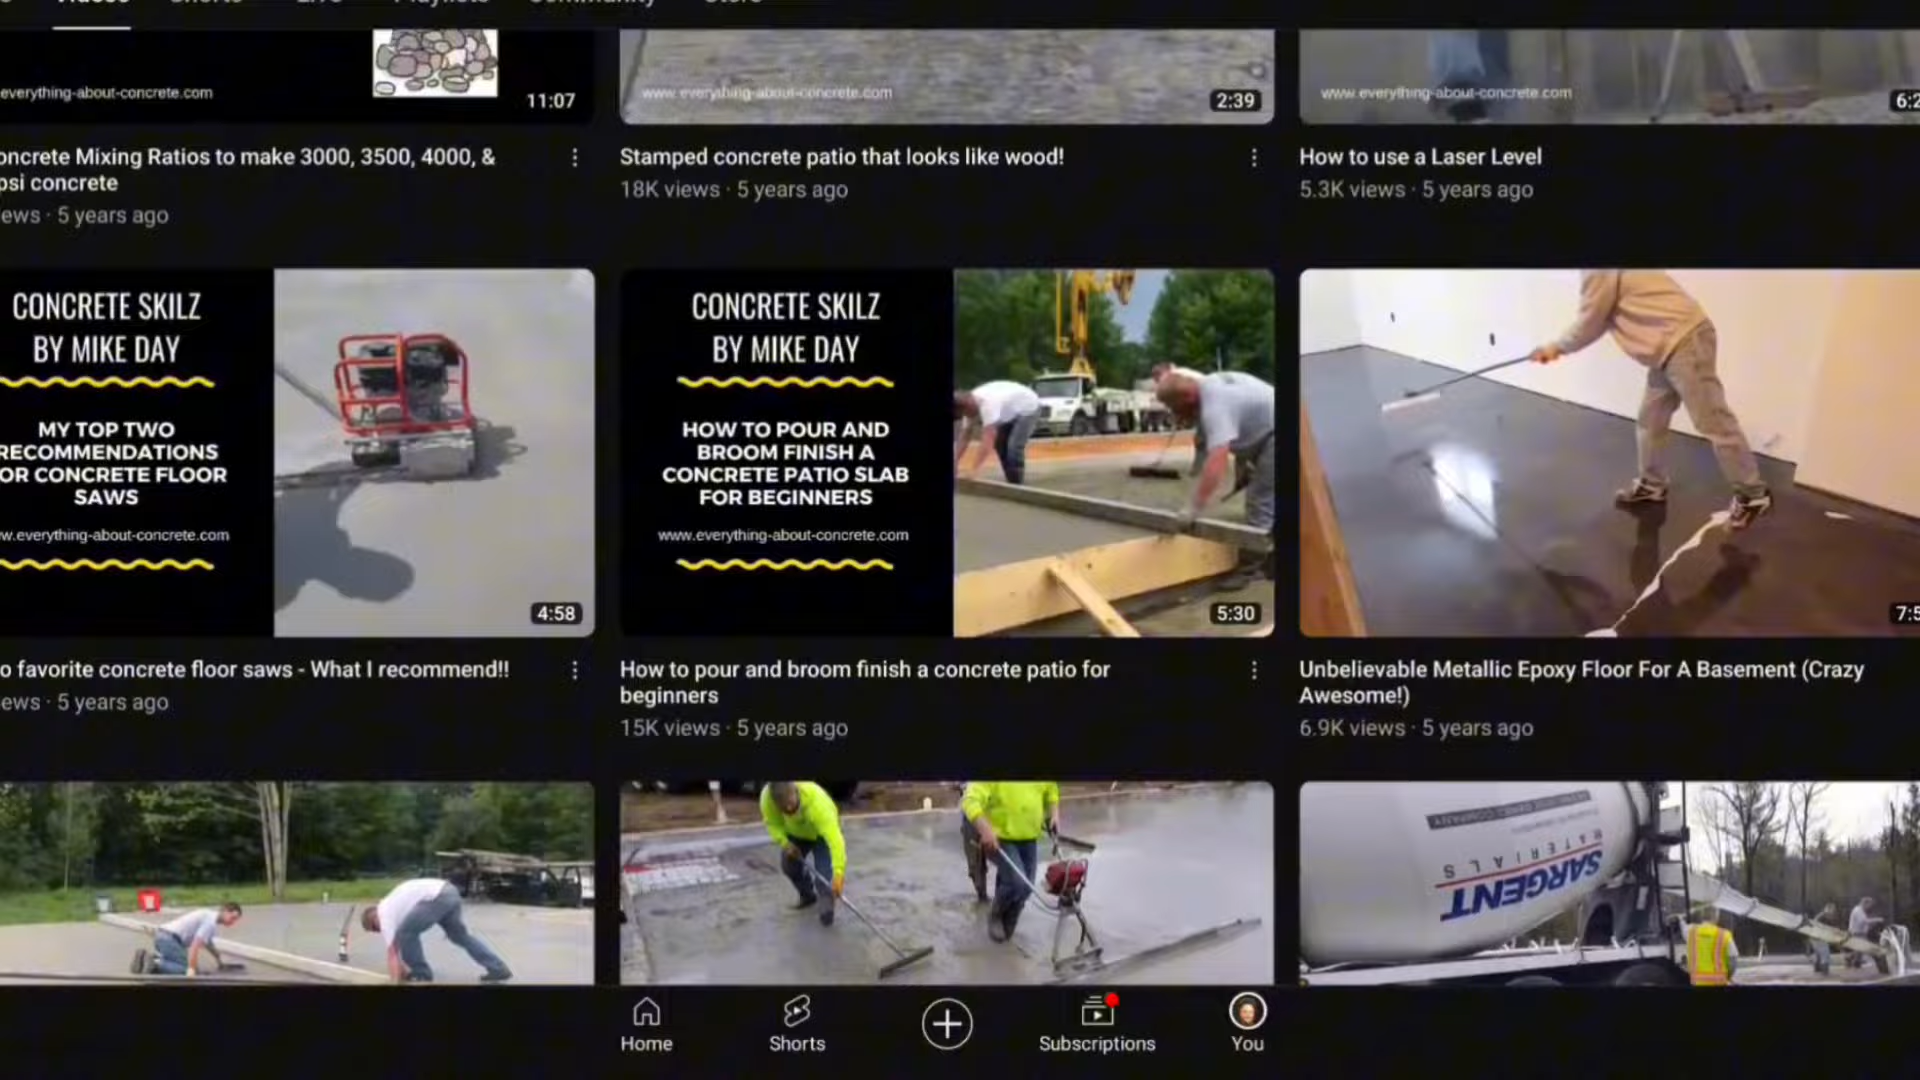 Videos Shorts Live Playlists Community Store
everything-about-concrete.com
11:07
www.everything-about-concrete.com
2:39
www.everything-about-concrete.com
oncrete Mixing Ratios to make 3000, 3500, 4000, &
psi concrete
ews · 5 years ago
Stamped concrete patio that looks like wood!
18K views · 5 years ago
How to use a Laser Level
5.3K views · 5 years ago
CONCRETE SKILZ
BY MIKE DAY
MY TOP TWO
RECOMMENDATIONS
OR CONCRETE FLOOR
SAWS
w.everything-about-concrete.com
4:58
CONCRETE SKILZ
BY MIKE DAY
HOW TO POUR AND
BROOM FINISH A
CONCRETE PATIO SLAB
FOR BEGINNERS
www.everything-about-concrete.com
5:30
o favorite concrete floor saws - What I recommend!!
ews · 5 years ago
How to pour and broom finish a concrete patio for
beginners
15K views · 5 years ago
Unbelievable Metallic Epoxy Floor For A Basement (Crazy
Awesome!)
6.9K views · 5 years ago
SARGENT
MATERIALS
Home
Shorts
Subscriptions
You